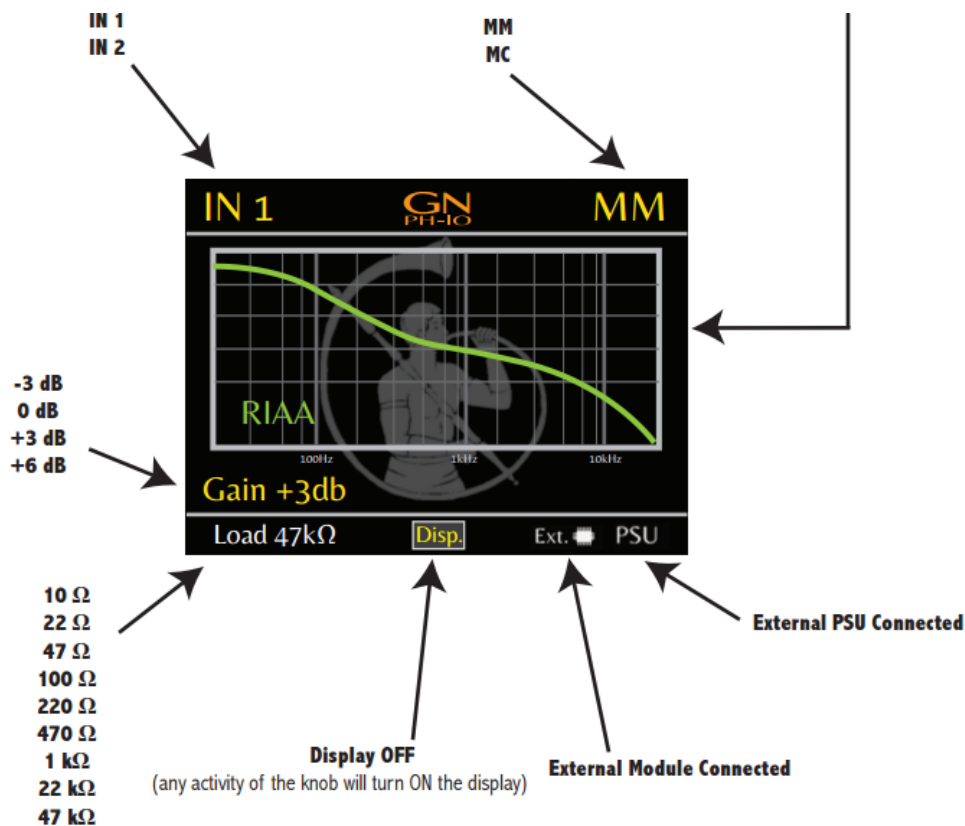 IN 1
IN 2
MM
MC
IN 1
GN
PH-10
MM
RIAA
100Hz
1kHz
10kHz
-3 dB
0 dB
+3 dB
+6 dB
Gain +3db
Load 47kΩ
Disp.
Ext.
PSU
10 Ω
22 Ω
47 Ω
100 Ω
220 Ω
470 Ω
1 kΩ
22 kΩ
47 kΩ
External PSU Connected
Display OFF
(any activity of the knob will turn ON the display)
External Module Connected